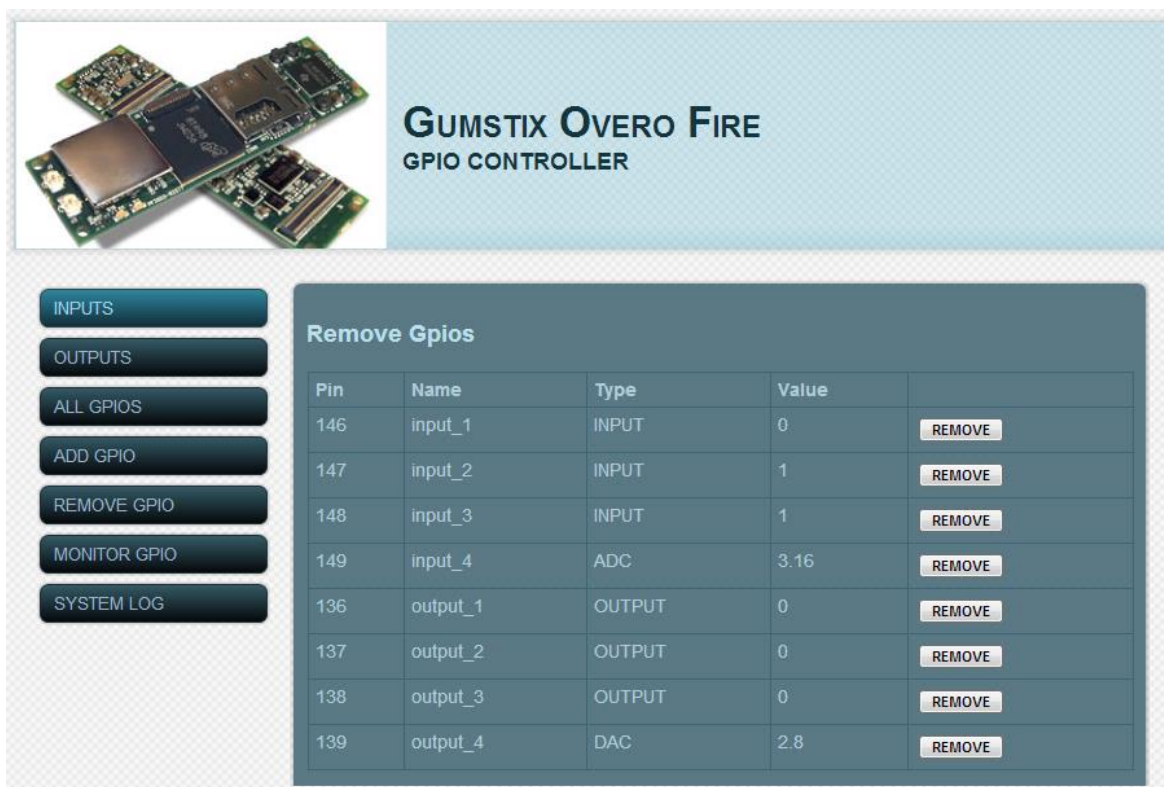 GUMSTIX OVERO FIRE
GPIO CONTROLLER
INPUTS
OUTPUTS
ALL GPIOS
ADD GPIO
REMOVE GPIO
MONITOR GPIO
SYSTEM LOG
Remove Gpios
Pin Name Type Value
146 input_1 INPUT 0 REMOVE
147 input_2 INPUT 1 REMOVE
148 input_3 INPUT 1 REMOVE
149 input_4 ADC 3.16 REMOVE
136 output_1 OUTPUT 0 REMOVE
137 output_2 OUTPUT 0 REMOVE
138 output_3 OUTPUT 0 REMOVE
139 output_4 DAC 2.8 REMOVE